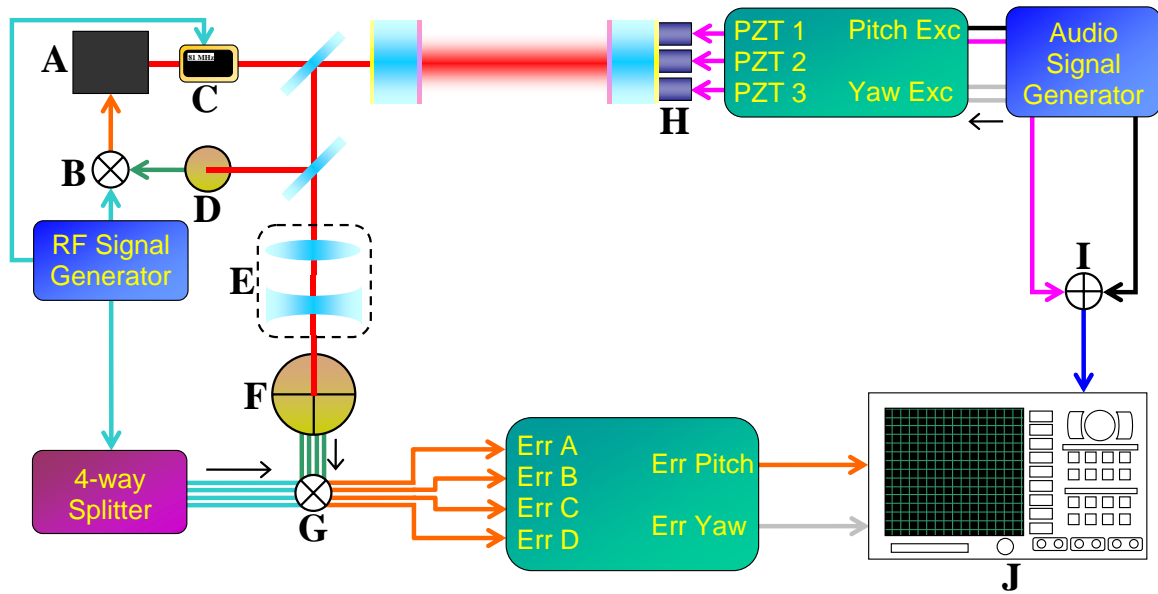 A
81 MHz
C
B
D
RF Signal
Generator
E
F
4-way
Splitter
G
H
PZT 1
PZT 2
PZT 3
Pitch Exc
Yaw Exc
Audio
Signal
Generator
I
Err A
Err B
Err C
Err D
Err Pitch
Err Yaw
J